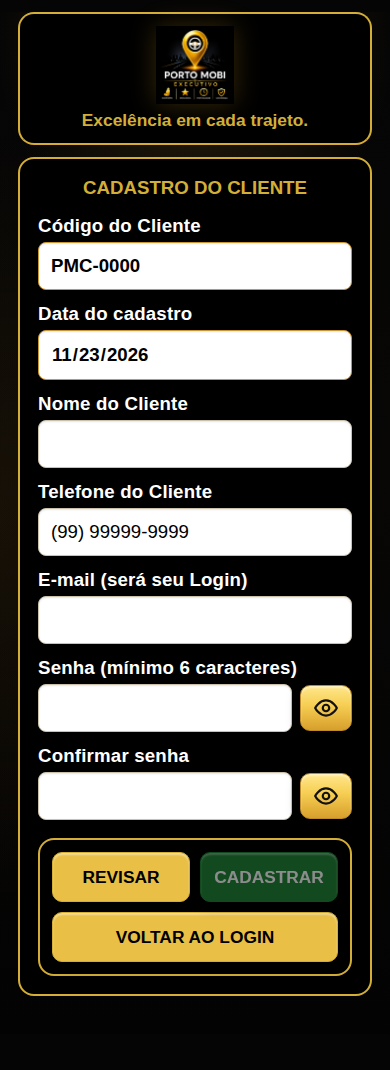 PORTO MOBI
EXECUTIVO
Excelência em cada trajeto.
CADASTRO DO CLIENTE
Código do Cliente
PMC-0000
Data do cadastro
11/23/2026
Nome do Cliente
Telefone do Cliente
(99) 99999-9999
E-mail (será seu Login)
Senha (mínimo 6 caracteres)
Confirmar senha
REVISAR CADASTRAR
VOLTAR AO LOGIN